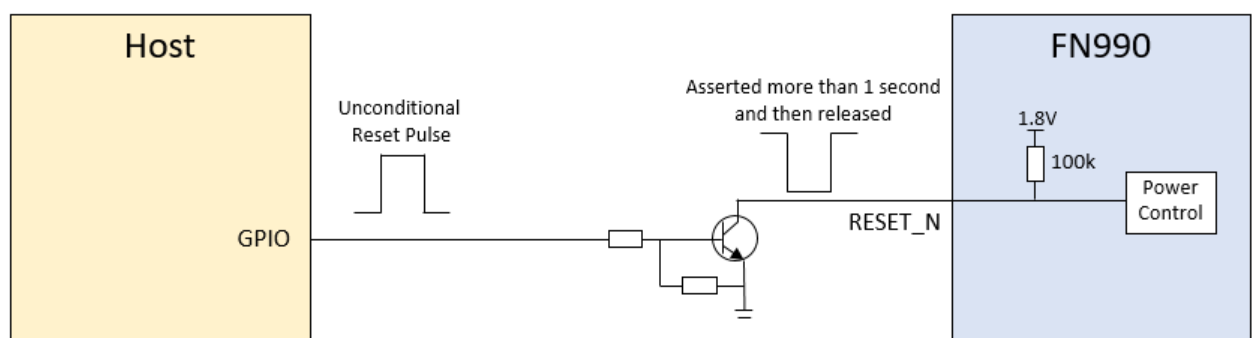 Host
FN990
Unconditional
Reset Pulse
Asserted more than 1 second
and then released
1.8V
100k
Power
Control
GPIO
RESET_N